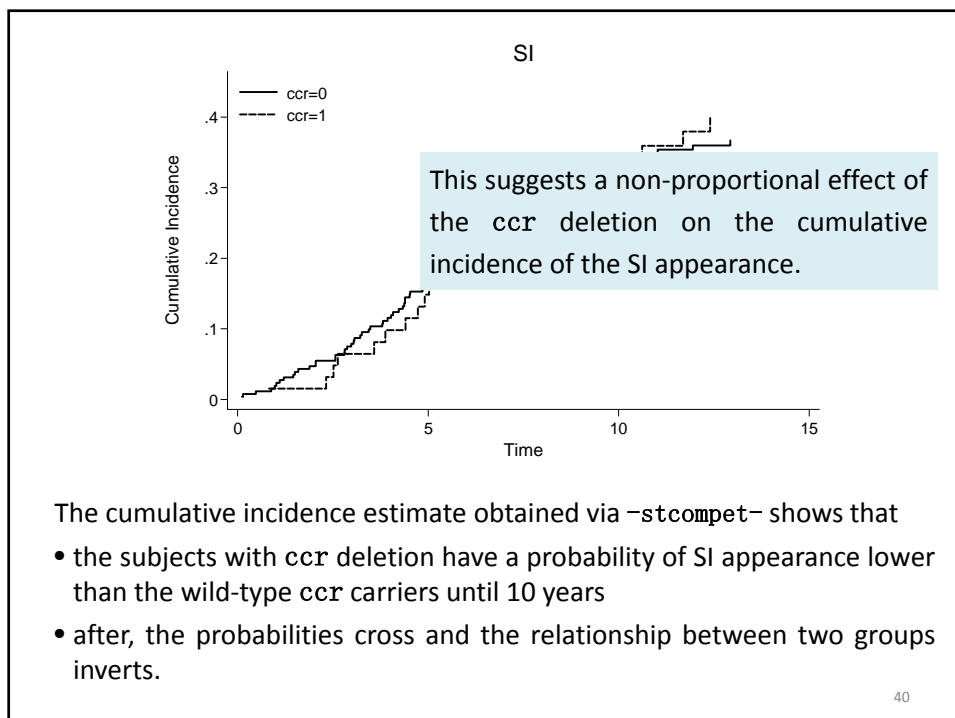 SI
ccr=0
ccr=1
.4
.3
.2
.1
0
Cumulative Incidence
0 5 10 15
Time
This suggests a non-proportional effect of
the ccr deletion on the cumulative
incidence of the SI appearance.
The cumulative incidence estimate obtained via -stcompet- shows that
• the subjects with ccr deletion have a probability of SI appearance lower
than the wild-type ccr carriers until 10 years
• after, the probabilities cross and the relationship between two groups
inverts.
40